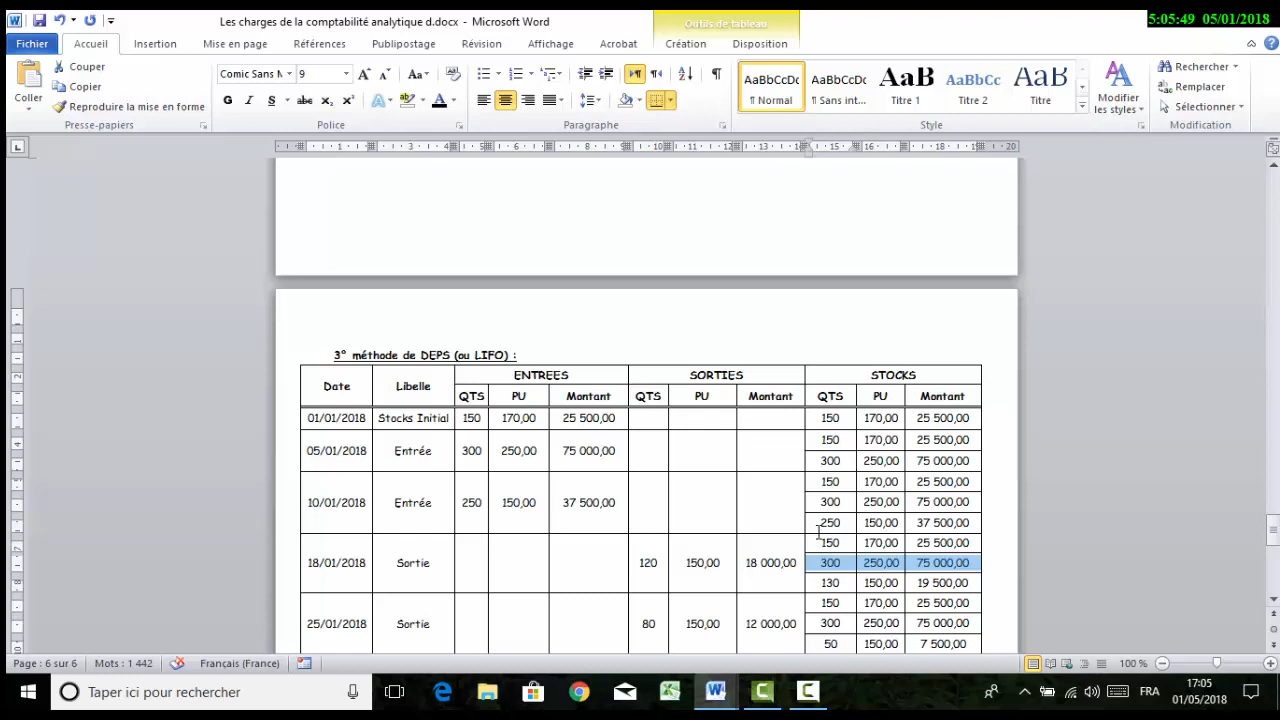 Les charges de la comptabilité analytique d.docx - Microsoft Word
Outils de tableau
5:05:49 05/01/2018
Fichier Accueil Insertion Mise en page Références Publipostage Révision Affichage Acrobat Création Disposition
Coller
Couper
Copier
Reproduire la mise en forme
Presse-papiers
Comic Sans M 9
G I S abc x₂ x²
Police
Paragraphe
AaBbCcDc AaBbCcDc AaB AaBbCc AaBb
¶ Normal ¶ Sans int... Titre 1 Titre 2 Titre
Modifier les styles
Style
Rechercher
Remplacer
Sélectionner
Modification
3° méthode de DEPS (ou LIFO) :
Date Libelle ENTREES SORTIES STOCKS
QTS PU Montant QTS PU Montant QTS PU Montant
01/01/2018 Stocks Initial 150 170,00 25 500,00 150 170,00 25 500,00
05/01/2018 Entrée 300 250,00 75 000,00 150 170,00 25 500,00
300 250,00 75 000,00
10/01/2018 Entrée 250 150,00 37 500,00 150 170,00 25 500,00
300 250,00 75 000,00
250 150,00 37 500,00
18/01/2018 Sortie 120 150,00 18 000,00 150 170,00 25 500,00
300 250,00 75 000,00
130 150,00 19 500,00
25/01/2018 Sortie 80 150,00 12 000,00 150 170,00 25 500,00
300 250,00 75 000,00
50 150,00 7 500,00
Page : 6 sur 6 Mots : 1 442 Français (France) 100 %
Taper ici pour rechercher
FRA
17:05
01/05/2018